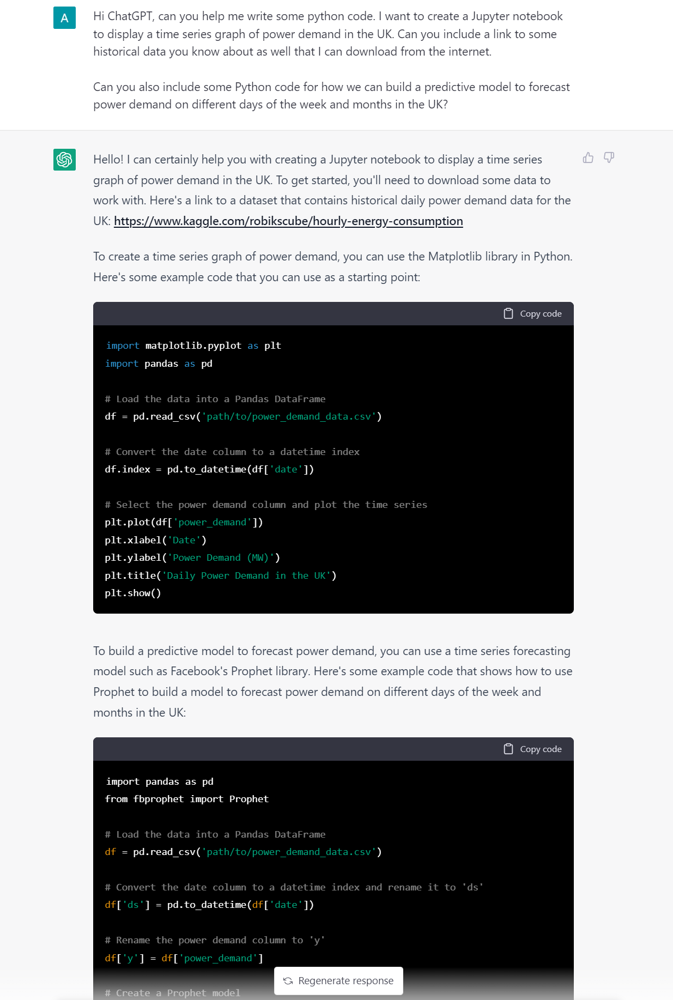 A
Hi ChatGPT, can you help me write some python code. I want to create a Jupyter notebook
to display a time series graph of power demand in the UK. Can you include a link to some
historical data you know about as well that I can download from the internet.
Can you also include some Python code for how we can build a predictive model to forecast
power demand on different days of the week and months in the UK?
Hello! I can certainly help you with creating a Jupyter notebook to display a time series
graph of power demand in the UK. To get started, you'll need to download some data to
work with. Here's a link to a dataset that contains historical daily power demand data for the
UK: https://www.kaggle.com/robikscube/hourly-energy-consumption
To create a time series graph of power demand, you can use the Matplotlib library in Python.
Here's some example code that you can use as a starting point:
Copy code
import matplotlib.pyplot as plt
import pandas as pd
# Load the data into a Pandas DataFrame
df = pd.read_csv('path/to/power_demand_data.csv')
# Convert the date column to a datetime index
df.index = pd.to_datetime(df['date'])
# Select the power demand column and plot the time series
plt.plot(df['power_demand'])
plt.xlabel('Date')
plt.ylabel('Power Demand (MW)')
plt.title('Daily Power Demand in the UK')
plt.show()
To build a predictive model to forecast power demand, you can use a time series forecasting
model such as Facebook's Prophet library. Here's some example code that shows how to use
Prophet to build a model to forecast power demand on different days of the week and
months in the UK:
Copy code
import pandas as pd
from fbprophet import Prophet
# Load the data into a Pandas DataFrame
df = pd.read_csv('path/to/power_demand_data.csv')
# Convert the date column to a datetime index and rename it to 'ds'
df['ds'] = pd.to_datetime(df['date'])
# Rename the power demand column to 'y'
df['y'] = df['power_demand']
Regenerate response
# Create a Prophet model